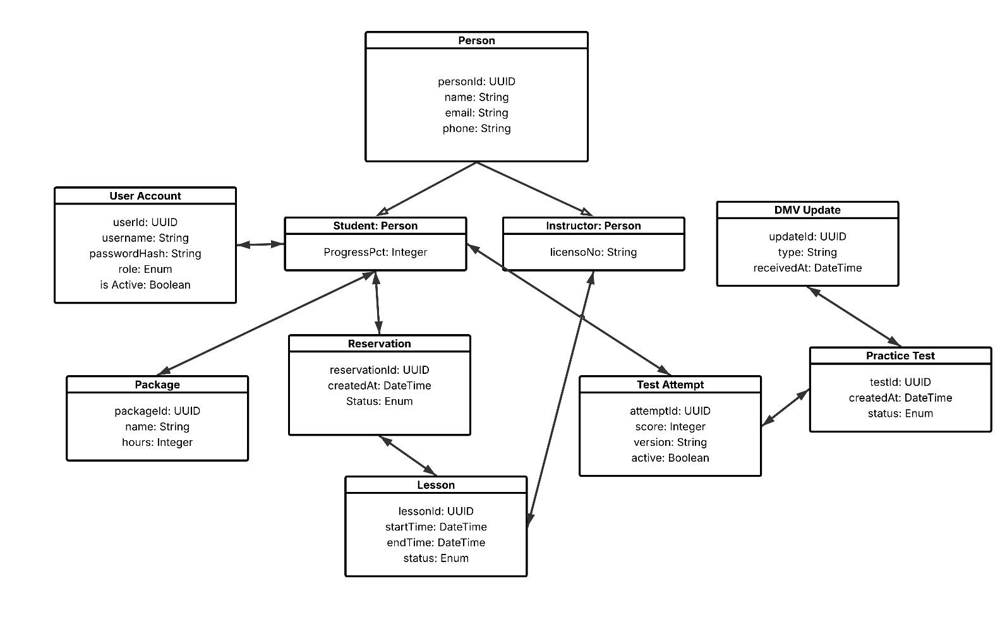 Person
personId: UUID
name: String
email: String
phone: String
User Account
userId: UUID
username: String
passwordHash: String
role: Enum
is Active: Boolean
Student: Person
ProgressPct: Integer
Instructor: Person
licensoNo: String
DMV Update
updateId: UUID
type: String
receivedAt: DateTime
Package
packageId: UUID
name: String
hours: Integer
Reservation
reservationId: UUID
createdAt: DateTime
Status: Enum
Test Attempt
attemptId: UUID
score: Integer
version: String
active: Boolean
Practice Test
testId: UUID
createdAt: DateTime
status: Enum
Lesson
lessonId: UUID
startTime: DateTime
endTime: DateTime
status: Enum